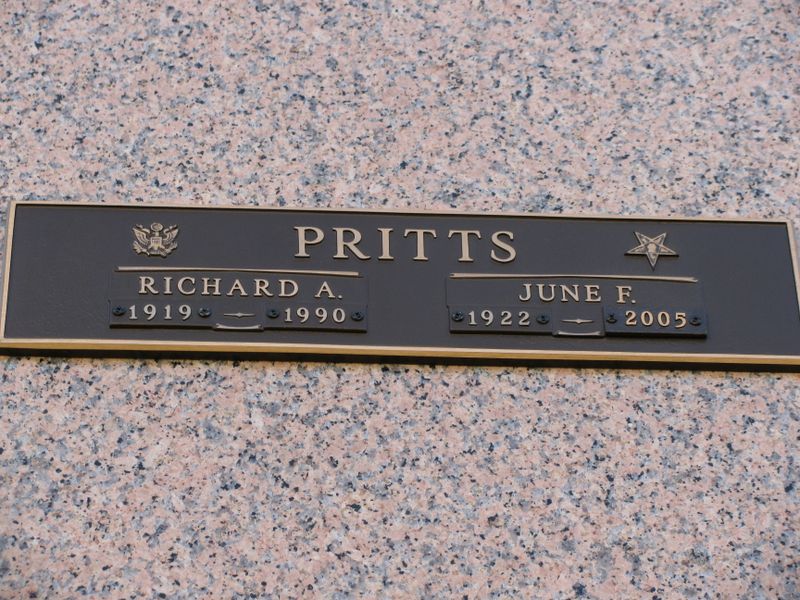 PRITTS
RICHARD A.
1919 1990
JUNE F.
1922 2005